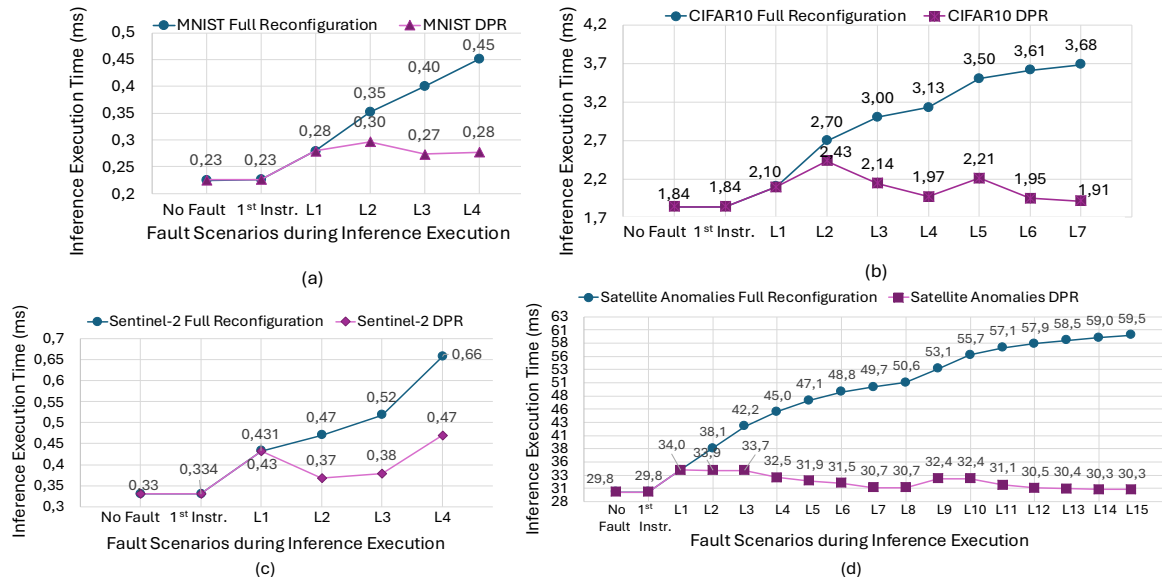 MNIST Full Reconfiguration MNIST DPR
Inference Execution Time (ms)
0,5
0,45
0,4
0,35
0,3
0,25
0,2
0,23 0,23 0,28 0,35 0,40 0,45
0,30 0,27 0,28
No Fault 1st Instr. L1 L2 L3 L4
Fault Scenarios during Inference Execution
(a)
CIFAR10 Full Reconfiguration CIFAR10 DPR
Inference Execution Time (ms)
4,2
3,7
3,2
2,7
2,2
1,7
1,84 1,84 2,10 2,70 3,00 3,13 3,50 3,61 3,68
2,43 2,14 1,97 2,21 1,95 1,91
No Fault 1st Instr. L1 L2 L3 L4 L5 L6 L7
Fault Scenarios during Inference Execution
(b)
Sentinel-2 Full Reconfiguration Sentinel-2 DPR
Inference Execution Time (ms)
0,7
0,65
0,6
0,55
0,5
0,45
0,4
0,35
0,3
0,33 0,334 0,431 0,47 0,52 0,66
0,43 0,37 0,38 0,47
No Fault 1st Instr. L1 L2 L3 L4
Fault Scenarios during Inference Execution
(c)
Satellite Anomalies Full Reconfiguration Satellite Anomalies DPR
Inference Execution Time (ms)
63
61
58
56
53
51
48
46
43
41
38
36
33
31
28
29,8 29,8 34,0 38,1 42,2 45,0 47,1 48,8 49,7 50,6 53,1 55,7 57,1 57,9 58,5 59,0 59,5
33,9 33,7 32,5 31,9 31,5 30,7 30,7 32,4 32,4 31,1 30,5 30,4 30,3 30,3
No Fault 1st Instr. L1 L2 L3 L4 L5 L6 L7 L8 L9 L10 L11 L12 L13 L14 L15
Fault Scenarios during Inference Execution
(d)